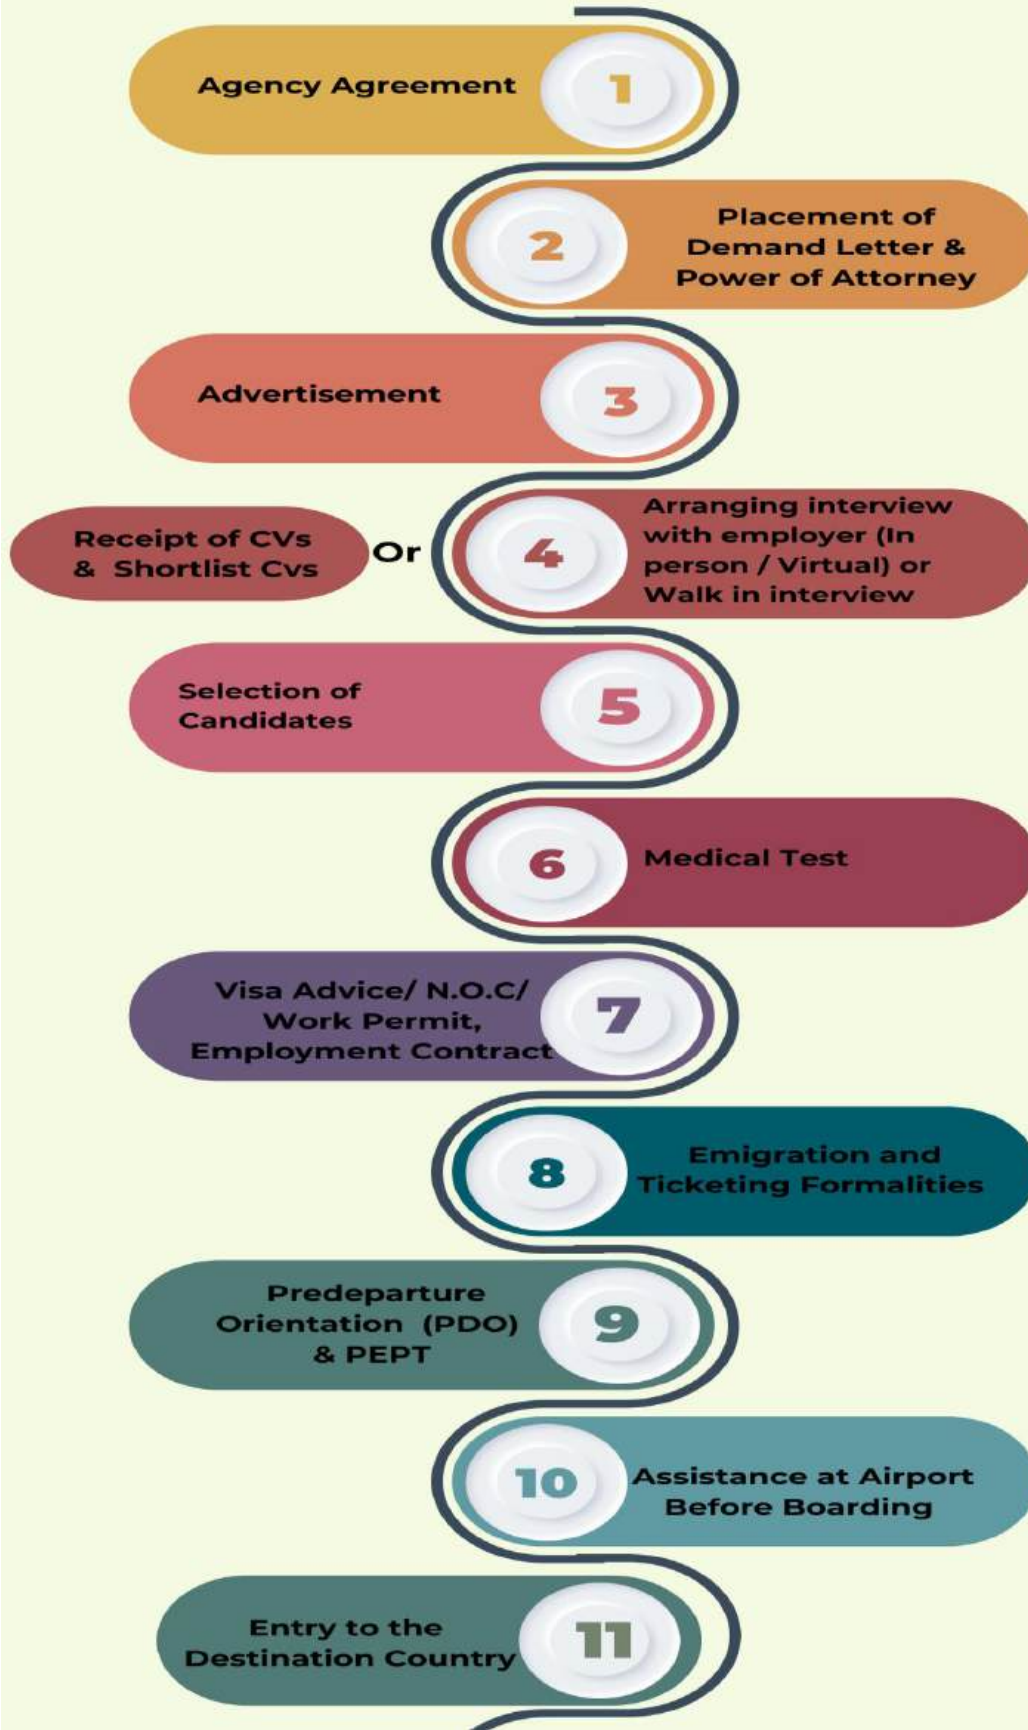 Agency Agreement
1
2
Placement of
Demand Letter &
Power of Attorney
Advertisement
3
Receipt of CVs
& Shortlist Cvs
Or
4
Arranging interview
with employer (In
person / Virtual) or
Walk in interview
Selection of
Candidates
5
6
Medical Test
Visa Advice/ N.O.C/
Work Permit,
Employment Contract
7
8
Emigration and
Ticketing Formalities
Predeparture
Orientation (PDO)
& PEPT
9
10
Assistance at Airport
Before Boarding
Entry to the
Destination Country
11